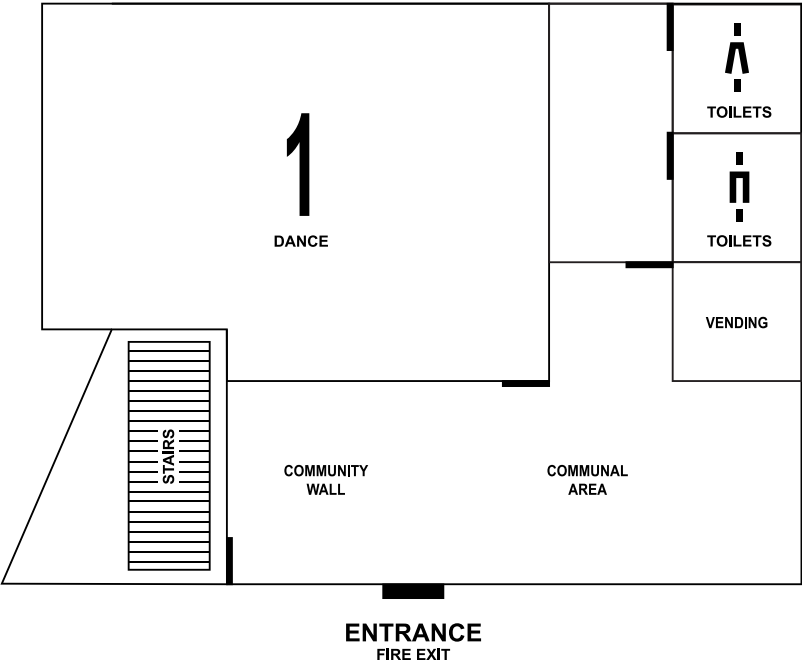 TOILETS
1
DANCE
TOILETS
VENDING
STAIRS
COMMUNITY
WALL
COMMUNAL
AREA
ENTRANCE
FIRE EXIT